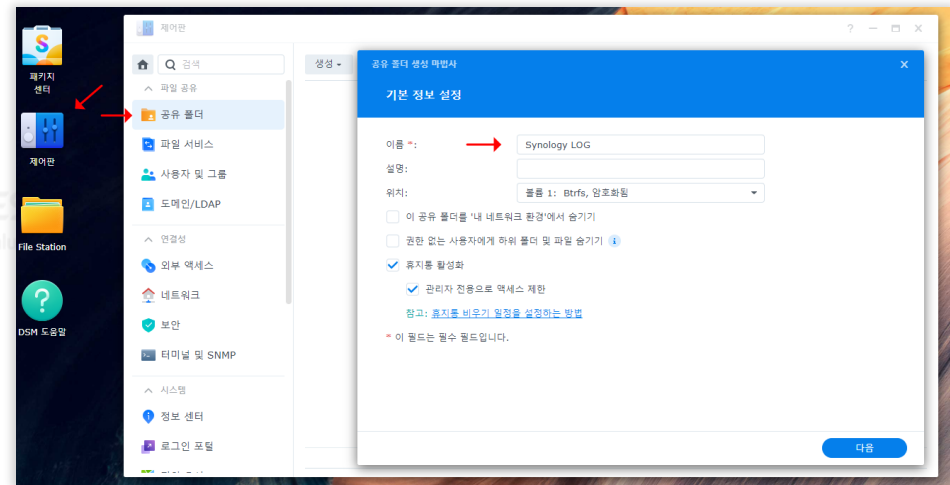 패키지
센터
제어판
File Station
DSM 도움말
제어판
검색
파일 공유
공유 폴더
파일 서비스
사용자 및 그룹
도메인/LDAP
연결성
외부 액세스
네트워크
보안
터미널 및 SNMP
시스템
정보 센터
로그인 포털
생성
공유 폴더 생성 마법사
기본 정보 설정
이름 *:
Synology LOG
설명:
위치:
볼륨 1: Btrfs, 암호화됨
이 공유 폴더를 '내 네트워크 환경'에서 숨기기
권한 없는 사용자에게 하위 폴더 및 파일 숨기기
휴지통 활성화
관리자 전용으로 액세스 제한
참고: 휴지통 비우기 일정을 설정하는 방법
* 이 필드는 필수 필드입니다.
다음